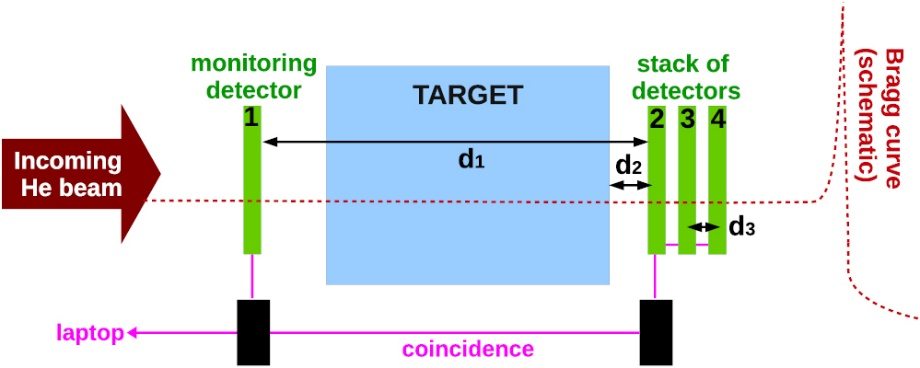 monitoring
detector
1
Incoming
He beam
TARGET
d1
d2
stack of
detectors
2 3 4
d3
Bragg curve
(schematic)
laptop
coincidence